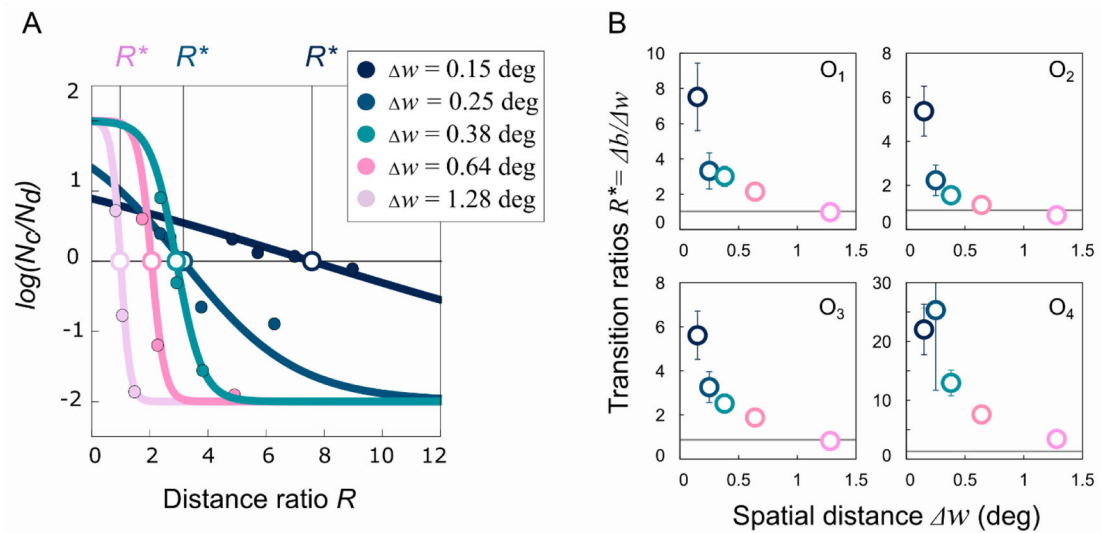 A
R* R* R*
Δw = 0.15 deg
Δw = 0.25 deg
Δw = 0.38 deg
Δw = 0.64 deg
Δw = 1.28 deg
2
1
0
-1
-2
log(Nc/Nd)
0 2 4 6 8 10 12
Distance ratio R
B
Transition ratios R*= Δb/Δw
10
8
6
4
2
0
O1
0 0.5 1 1.5
8
6
4
2
0
O2
0 0.5 1 1.5
8
6
4
2
0
O3
0 0.5 1 1.5
30
20
10
0
O4
0 0.5 1 1.5
Spatial distance Δw (deg)